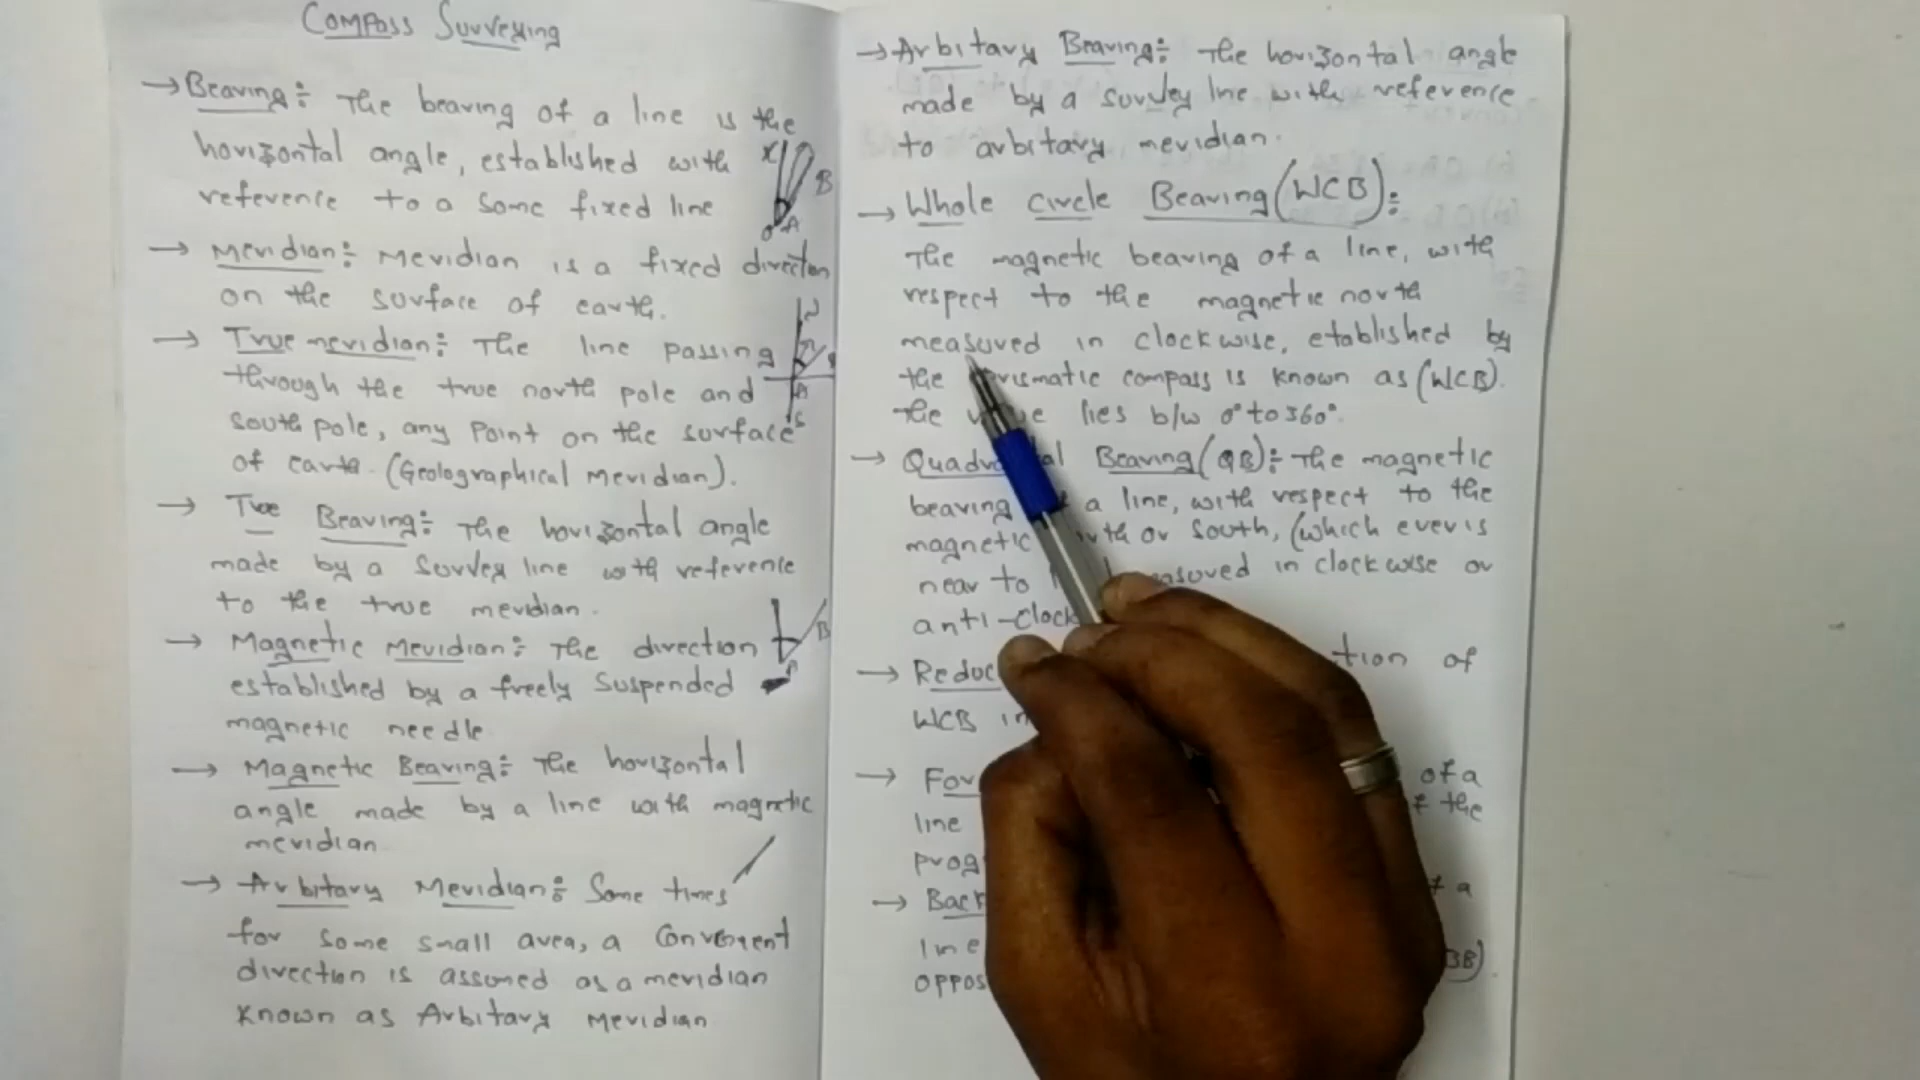 Compass Surveying
→ Bearing:- The bearing of a line is the
horizontal angle, established with
reference to a some fixed line
→ Meridian:- Meridian is a fixed direction
on the surface of earth.
→ True meridian:- The line passing
through the true north pole and
south pole, any Point on the surface
of earth. (Geolographical Meridian).
→ True Bearing:- The horizontal angle
made by a Survey line with reference
to the true meridian.
→ Magnetic Meridian:- The direction
established by a freely Suspended
magnetic needle
→ Magnetic Bearing:- The horizontal
angle made by a line with magnetic
meridian
→ Arbitary Meridian:- Some times
for some small area, a Convenient
direction is assumed as a meridian
Known as Arbitary Meridian
X
B
O
A
N
B
A
S
B
A
→ Arbitary Bearing:- The horizontal angle
made by a survey line with reference
to arbitary meridian.
→ Whole Circle Bearing (WCB):-
The magnetic bearing of a line, with
respect to the magnetic north
measured in clockwise, etablished by
the prismatic compass is known as (WCB).
The lies b/w 0° to 360°.
→ Bearing (QB):- The magnetic
bearing a line, with respect to the
magnetic or South, (which ever is
near to in clockwise or
anti-clock
→ of
WCB in
→ of a
line the
→ Back a
line BB)